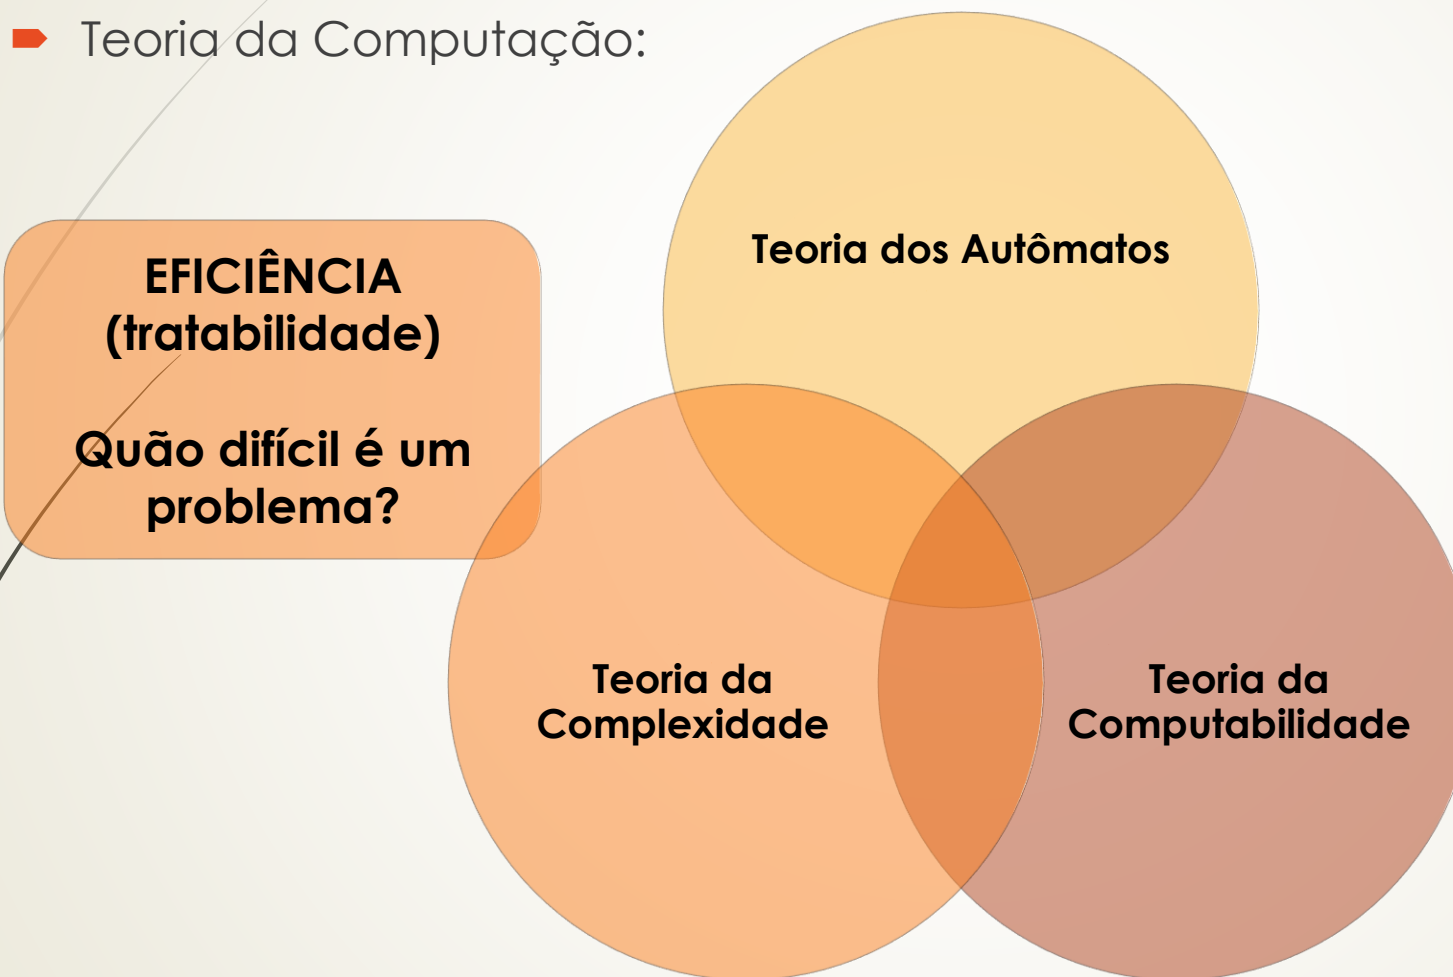 Teoria da Computação:
EFICIÊNCIA
(tratabilidade)
Quão difícil é um
problema?
Teoria dos Autômatos
Teoria da
Complexidade
Teoria da
Computabilidade